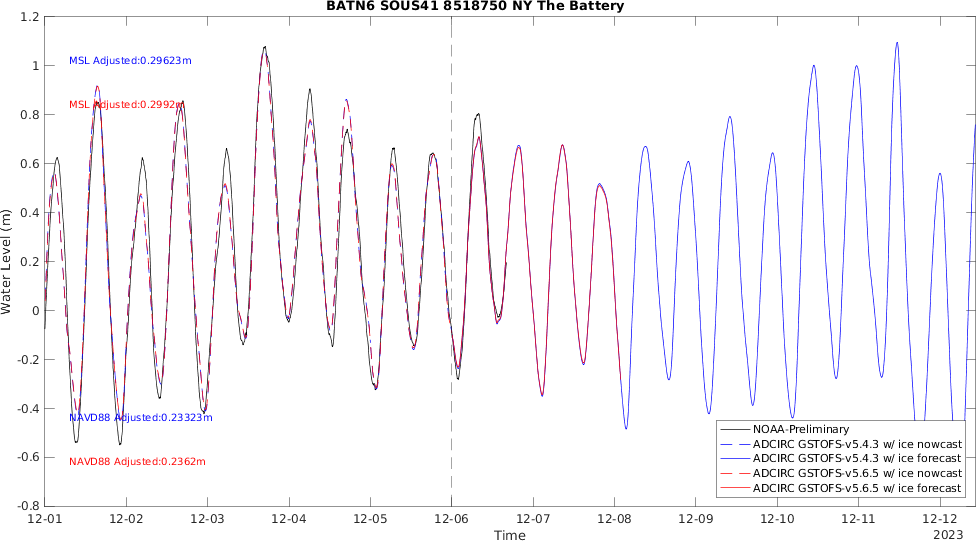 BATN6 SOUS41 8518750 NY The Battery
1.2
1
0.8
0.6
0.4
0.2
0
-0.2
-0.4
-0.6
-0.8
Water Level (m)
MSL Adjusted:0.29623m
MSL Adjusted:0.2992m
NAVD88 Adjusted:0.23323m
NAVD88 Adjusted:0.2362m
NOAA-Preliminary
ADCIRC GSTOFS-v5.4.3 w/ ice nowcast
ADCIRC GSTOFS-v5.4.3 w/ ice forecast
ADCIRC GSTOFS-v5.6.5 w/ ice nowcast
ADCIRC GSTOFS-v5.6.5 w/ ice forecast
12-01 12-02 12-03 12-04 12-05 12-06 12-07 12-08 12-09 12-10 12-11 12-12
Time
2023